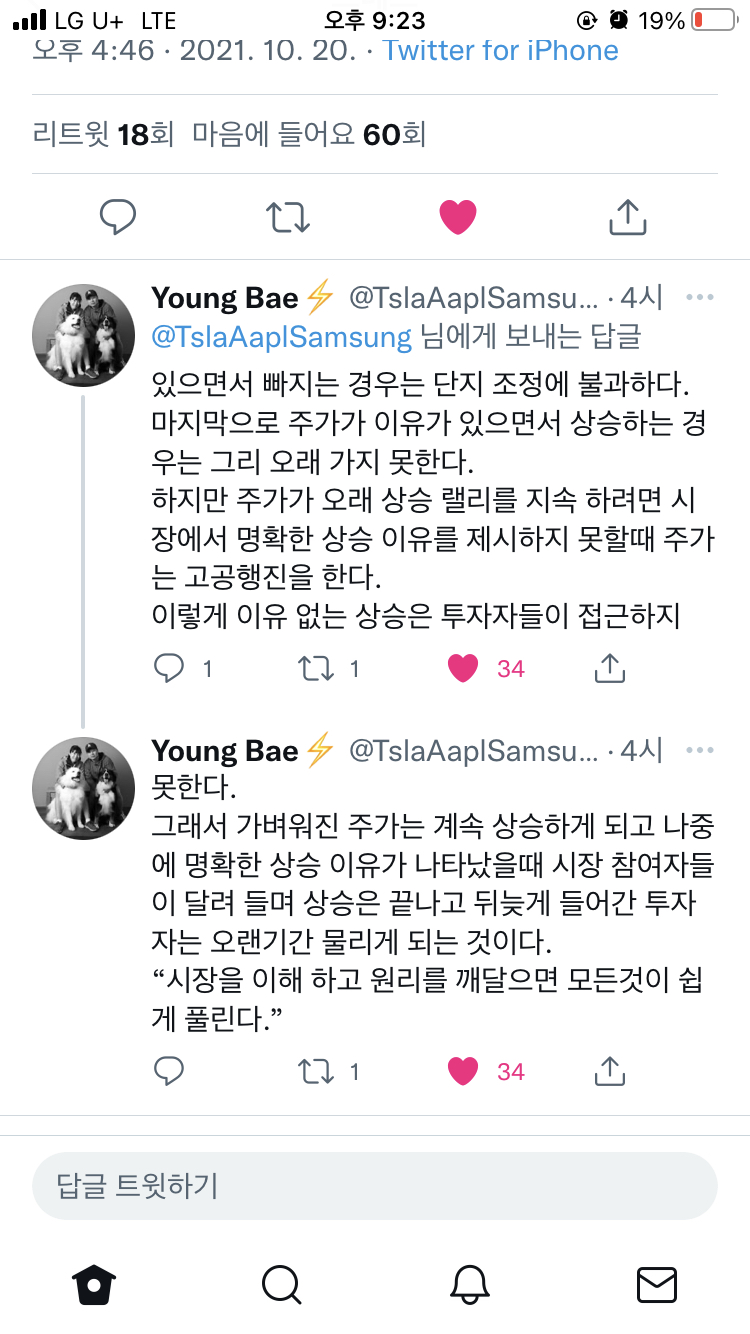 LG U+ LTE 오후 9:23 19%
오후 4:46 · 2021. 10. 20. · Twitter for iPhone
리트윗 18회 마음에 들어요 60회
Young Bae⚡ @TslaAaplSamsu... · 4시
@TslaAaplSamsung 님에게 보내는 답글
있으면서 빠지는 경우는 단지 조정에 불과하다.
마지막으로 주가가 이유가 있으면서 상승하는 경
우는 그리 오래 가지 못한다.
하지만 주가가 오래 상승 랠리를 지속 하려면 시
장에서 명확한 상승 이유를 제시하지 못할때 주가
는 고공행진을 한다.
이렇게 이유 없는 상승은 투자자들이 접근하지
1 1 34
Young Bae⚡ @TslaAaplSamsu... · 4시
못한다.
그래서 가벼워진 주가는 계속 상승하게 되고 나중
에 명확한 상승 이유가 나타났을때 시장 참여자들
이 달려 들며 상승은 끝나고 뒤늦게 들어간 투자
자는 오랜기간 물리게 되는 것이다.
“시장을 이해 하고 원리를 깨달으면 모든것이 쉽
게 풀린다.”
1 34
답글 트윗하기